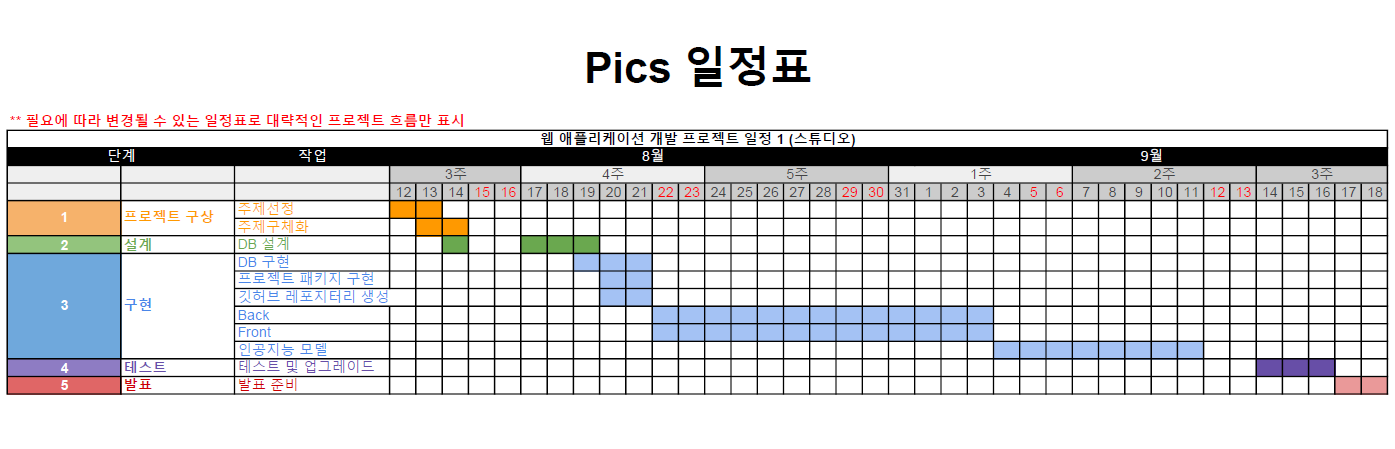 Pics 일정표
** 필요에 따라 변경될 수 있는 일정표로 대략적인 프로젝트 흐름만 표시
웹 애플리케이션 개발 프로젝트 일정 1 (스튜디오)
단계 작업 8월 9월
3주 4주 5주 1주 2주 3주
12 13 14 15 16 17 18 19 20 21 22 23 24 25 26 27 28 29 30 31 1 2 3 4 5 6 7 8 9 10 11 12 13 14 15 16 17 18
1 프로젝트 구상 주제선정
주제구체화
2 설계 DB 설계
3 구현 DB 구현
프로젝트 패키지 구현
깃허브 레포지터리 생성
Back
Front
인공지능 모델
4 테스트 테스트 및 업그레이드
5 발표 발표 준비